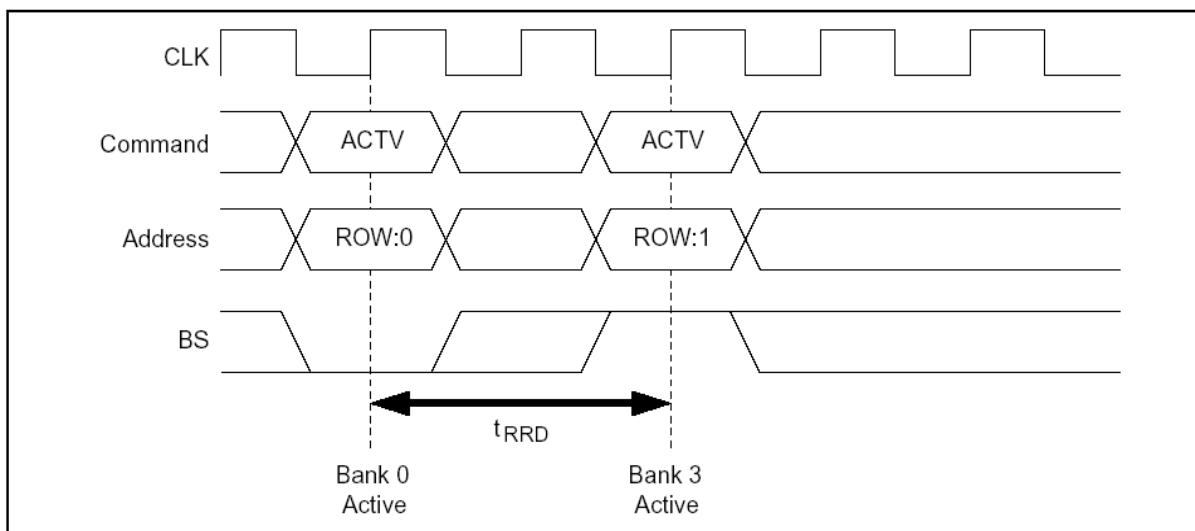 CLK
Command
ACTV
ACTV
Address
ROW:0
ROW:1
BS
tRRD
Bank 0
Active
Bank 3
Active